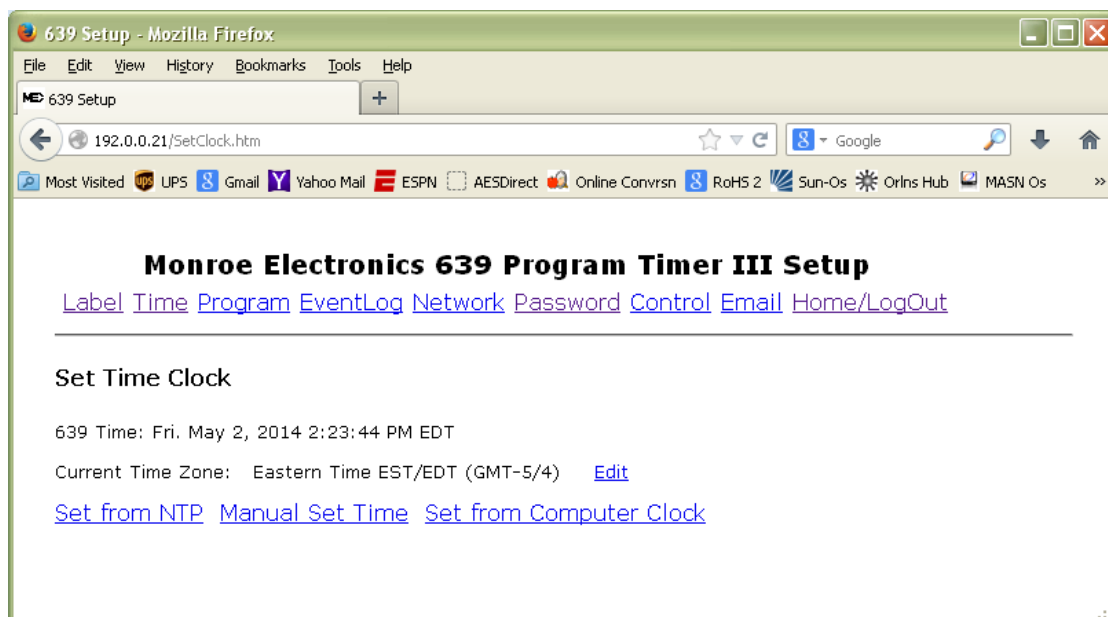 639 Setup - Mozilla Firefox
File Edit View History Bookmarks Tools Help
639 Setup +
192.0.0.21/SetClock.htm 8 Google
Most Visited UPS 8 Gmail Y Yahoo Mail E ESPN AESDirect Online Convrsn 8 RoHS 2 Sun-Os Orlns Hub MASN Os »
Monroe Electronics 639 Program Timer III Setup
Label Time Program EventLog Network Password Control Email Home/LogOut
Set Time Clock
639 Time: Fri. May 2, 2014 2:23:44 PM EDT
Current Time Zone: Eastern Time EST/EDT (GMT-5/4) Edit
Set from NTP Manual Set Time Set from Computer Clock